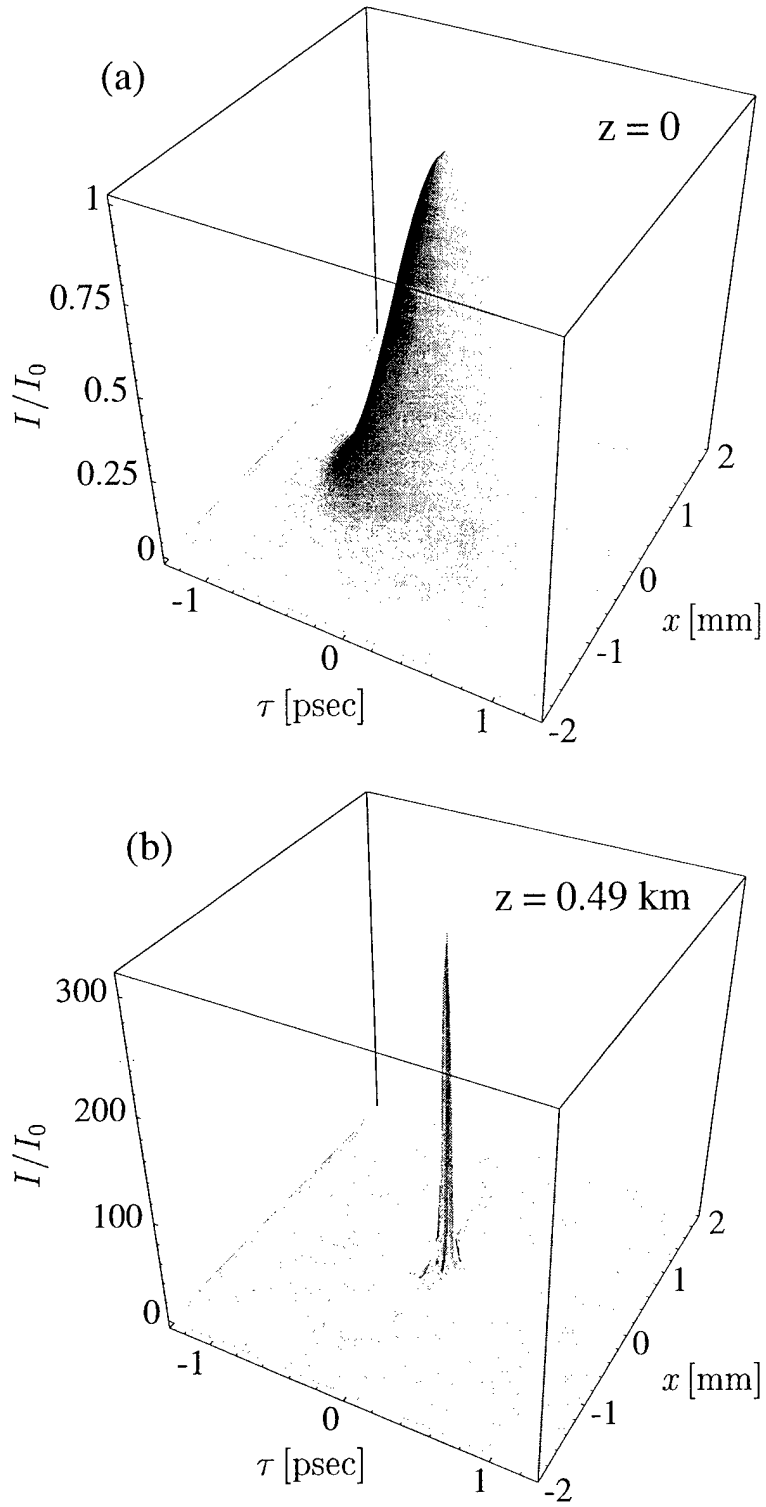 (a)
z = 0
1
0.75
0.5
0.25
0
I/I₀
-1
0
1
τ [psec]
2
1
0
-1
-2
x [mm]
(b)
z = 0.49 km
300
200
100
0
I/I₀
-1
0
1
τ [psec]
2
1
0
-1
-2
x [mm]